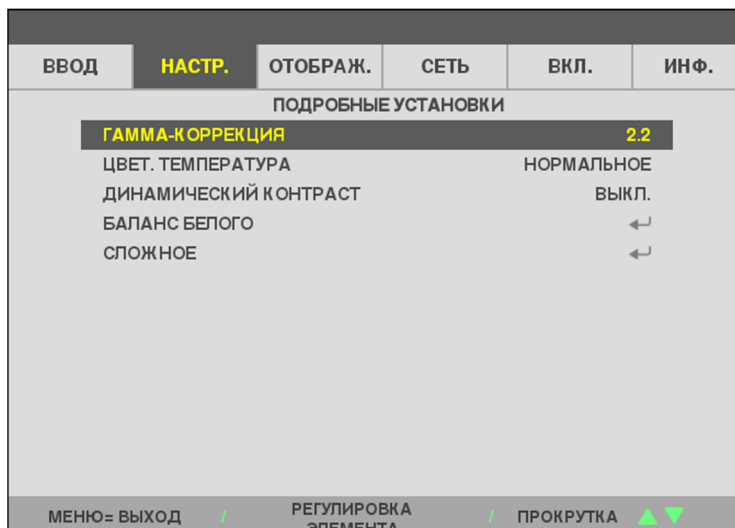 ВВОД НАСТР. ОТОБРАЖ. СЕТЬ ВКЛ. ИНФ.
ПОДРОБНЫЕ УСТАНОВКИ
ГАММА-КОРРЕКЦИЯ 2.2
ЦВЕТ. ТЕМПЕРАТУРА НОРМАЛЬНОЕ
ДИНАМИЧЕСКИЙ КОНТРАСТ ВЫКЛ.
БАЛАНС БЕЛОГО
СЛОЖНОЕ
МЕНЮ= ВЫХОД / РЕГУЛИРОВКА / ПРОКРУТКА
ЭЛЕМЕНТА